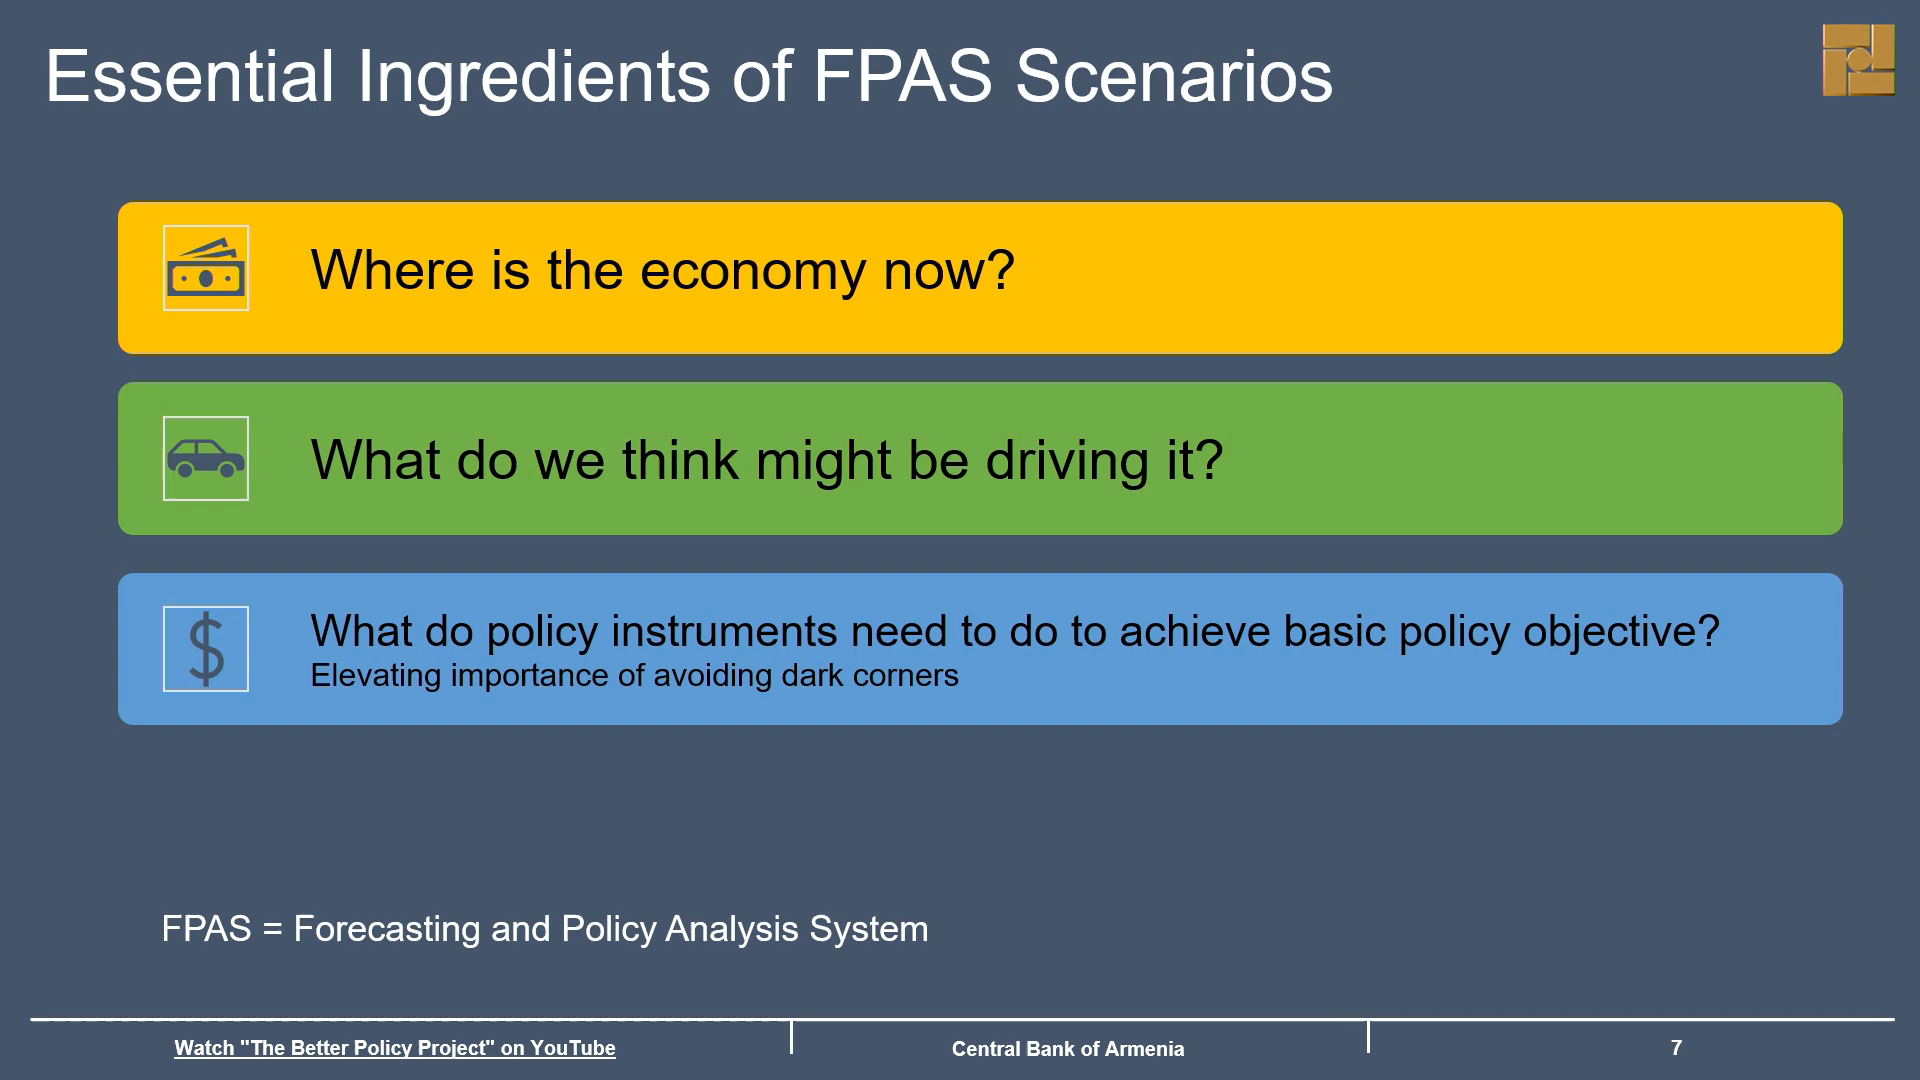 Essential Ingredients of FPAS Scenarios
Where is the economy now?
What do we think might be driving it?
What do policy instruments need to do to achieve basic policy objective?
Elevating importance of avoiding dark corners
FPAS = Forecasting and Policy Analysis System
Watch "The Better Policy Project" on YouTube
Central Bank of Armenia
7